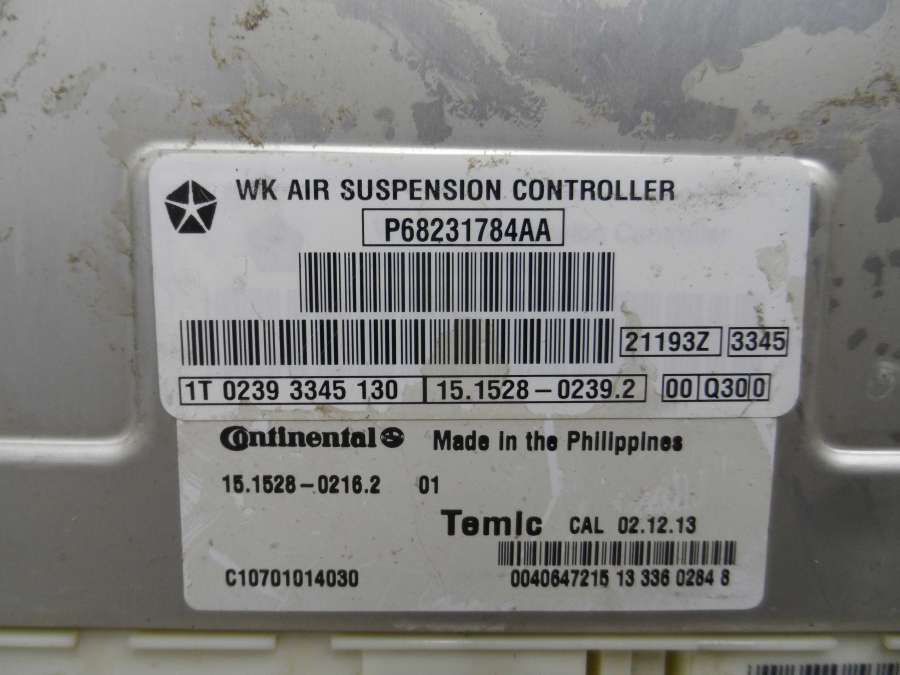 WK AIR SUSPENSION CONTROLLER
P68231784AA
21193Z 3345
1T 0239 3345 130 15.1528-0239.2 00 Q30 0
Continental Made in the Philippines
15.1528-0216.2 01
Temic CAL 02.12.13
C10701014030 0040647215 13 336 0284 8